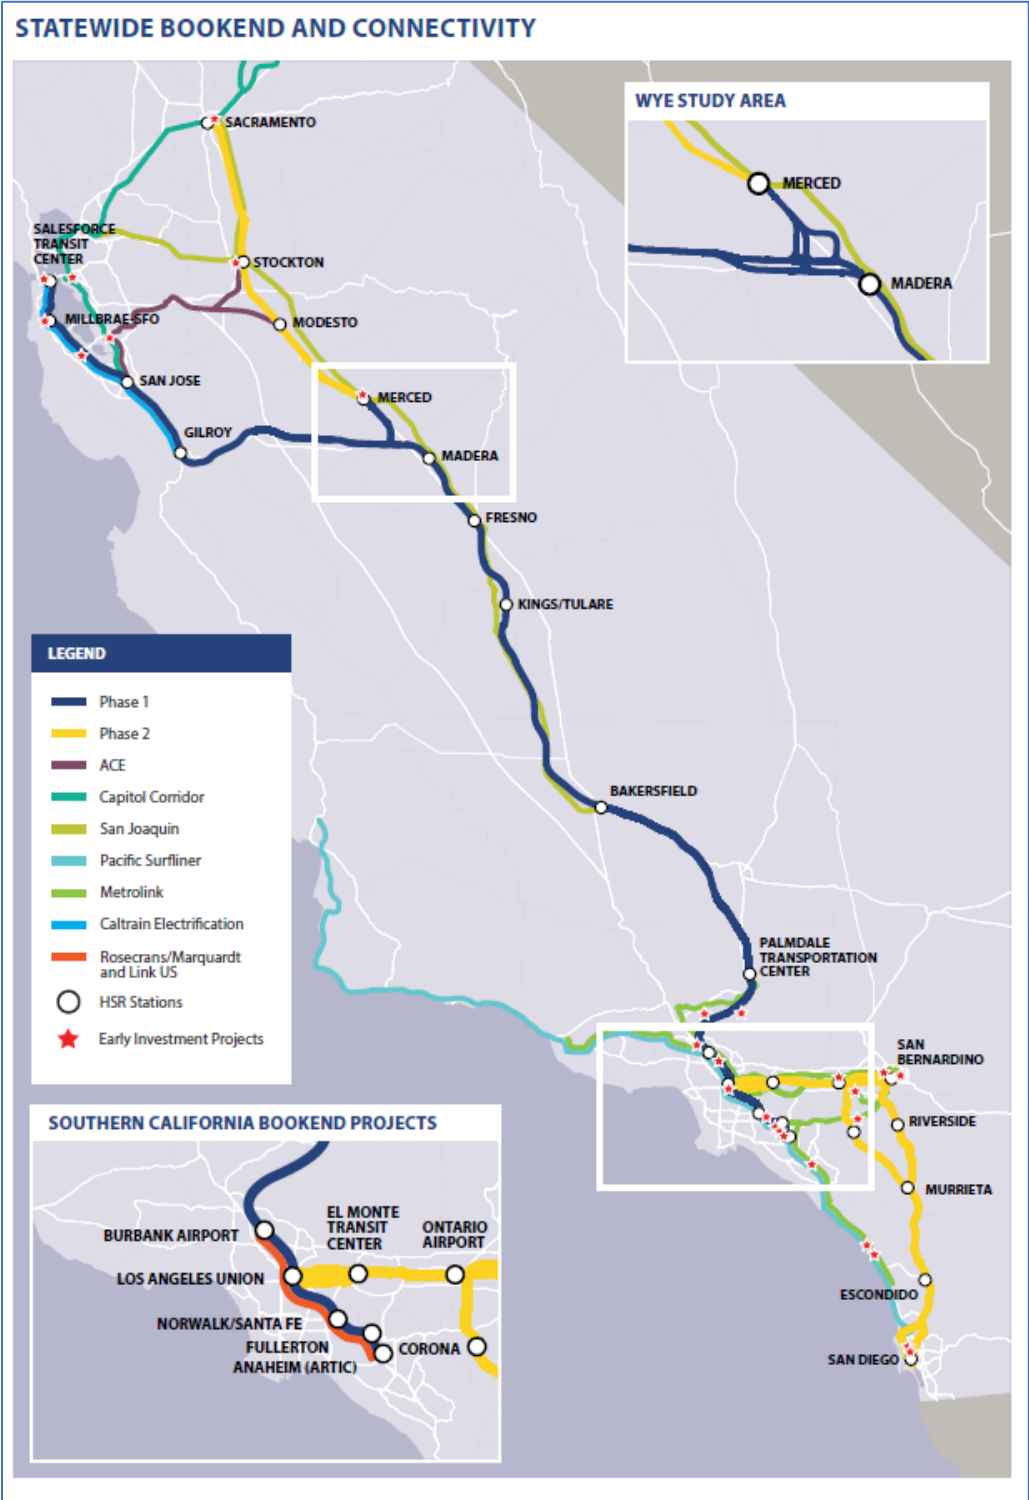 STATEWIDE BOOKEND AND CONNECTIVITY
WYE STUDY AREA
MERCED
MADERA
SACRAMENTO
SALESFORCE
TRANSIT
CENTER
STOCKTON
MILLBRAE-SFO
MODESTO
SAN JOSE
MERCED
GILROY
MADERA
FRESNO
KINGS/TULARE
LEGEND
Phase 1
Phase 2
ACE
Capitol Corridor
San Joaquin
Pacific Surfliner
Metrolink
Caltrain Electrification
Rosecrans/Marquardt
and Link US
HSR Stations
Early Investment Projects
BAKERSFIELD
PALMDALE
TRANSPORTATION
CENTER
SAN
BERNARDINO
RIVERSIDE
MURRIETA
ESCONDIDO
SAN DIEGO
SOUTHERN CALIFORNIA BOOKEND PROJECTS
BURBANK AIRPORT
EL MONTE
TRANSIT
CENTER
ONTARIO
AIRPORT
LOS ANGELES UNION
NORWALK/SANTA FE
FULLERTON
CORONA
ANAHEIM (ARTIC)